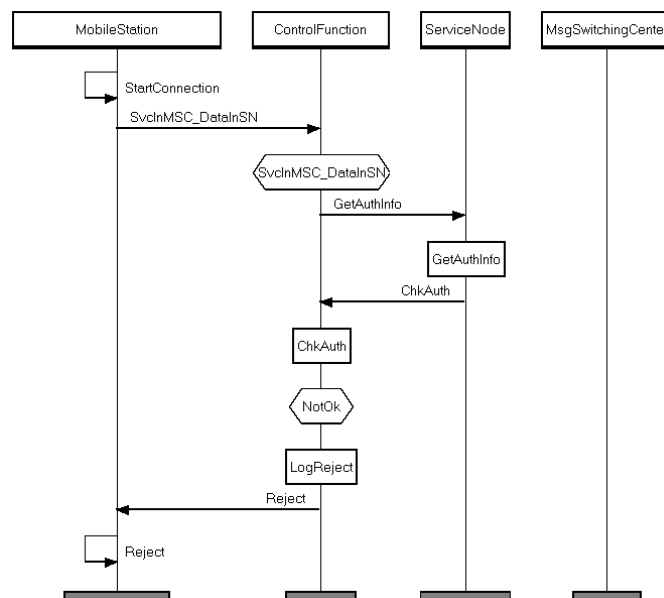 MobileStation
ControlFunction
ServiceNode
MsgSwitchingCente
StartConnection
SvcInMSC_DataInSN
SvcInMSC_DataInSN
GetAuthInfo
GetAuthInfo
ChkAuth
ChkAuth
NotOk
LogReject
Reject
Reject